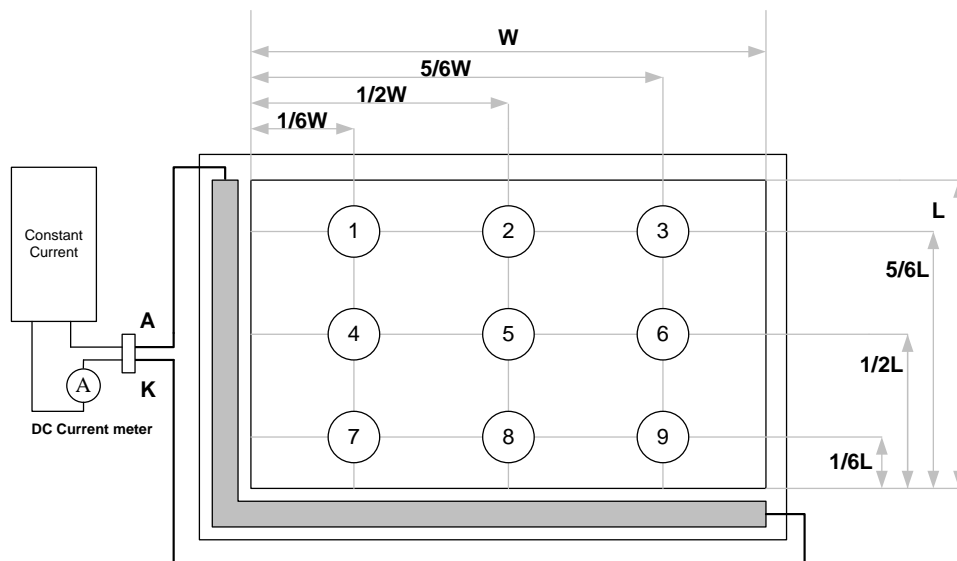 W
5/6W
1/2W
1/6W
L
Constant
Current
1
2
3
5/6L
A
4
5
6
1/2L
A
K
DC Current meter
7
8
9
1/6L